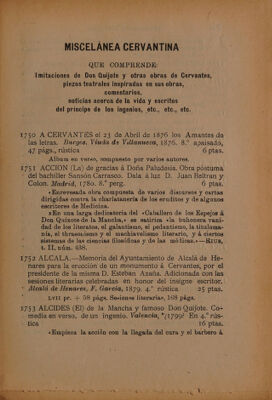 MISCELÁNEA CERVANTINA
QUE COMPRENDE:
Imitaciones de Don Quijote y otras obras de Cervantes,
piezas teatrales inspiradas en sus obras,
comentarios,
noticias acerca de la vida y escritos
del príncipe de los ingenios, etc., etc., etc.
1750 A CERVANTES el 23 de Abril de 1876 los Amantes de
las letras. Burgos, Viuda de Villanueva, 1876. 8.º apaisado,
47 págs., rústica 6 ptas.
Album en verso, compuesto por varios autores.
1751 ACCION (La) de gracias á Doña Paludesia. Obra póstuma
del bachiller Sansón Carrasco. Dala á luz D. Juan Beltran y
Colon. Madrid, 1780. 8.º perg. 6 ptas.
«Enrevesada obra compuesta de varios discursos y cartas
dirigidas contra la charlatanería de los eruditos y de algunos
escritores de Medicina.
»En una larga dedicatoria del «Caballero de los Espejos á
Don Quijote de la Mancha,» se satiriza «la trabacera vani-
dad de los literatos, el galeatismo, el pedantismo, la titulma-
nía, el thrasonismo y el machiavelismo literario, y á ciertos
sistemas de las ciencias filosóficas y de las médicas.»—RIUS,
t. II, núm. 438.
1752 ALCALA.—Memoria del Ayuntamiento de Alcalá de He-
nares para la erección de un monumento á Cervantes, por el
presidente de la misma D. Esteban Azaña. Adicionada con las
sesiones literarias celebradas en honor del insigne escritor.
Alcalá de Henares, F. García, 1879. 4.º rústica 25 ptas.
LVII pr. + 58 págs. Sesiones literarias, 168 págs.
1753 ALCIDES (El) de la Mancha y famoso Don Quijote. Co-
media en verso, de un ingenio. Valencia, *(1799? En 4.º rús-
tica 16 ptas.
«Empieza la acción con la llegada del cura y el barbero á